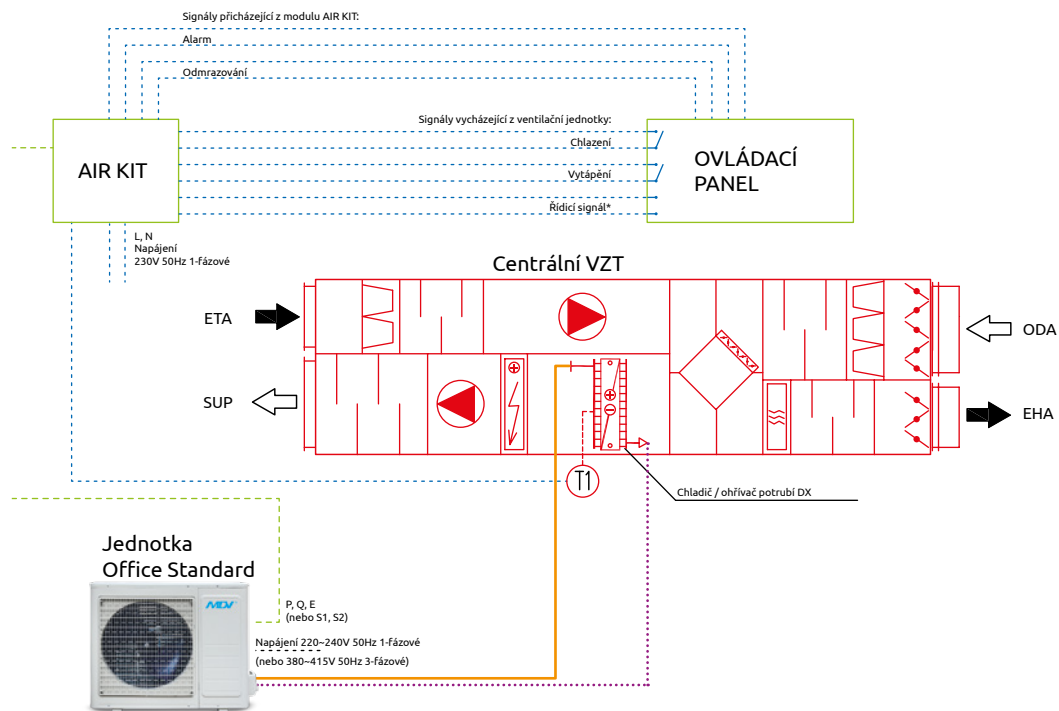 Signály přicházející z modulu AIR KIT:
Alarm
Odmrazování
Signály vycházející z ventilační jednotky:
Chlazení
Vytápění
Řídicí signál*
AIR KIT
OVLÁDACÍ
PANEL
L, N
Napájení
230V 50Hz 1-fázové
Centrální VZT
ETA
ODA
SUP
EHA
T1
Chladič / ohřívač potrubí DX
Jednotka
Office Standard
MDV
P, Q, E
(nebo S1, S2)
Napájení 220~240V 50Hz 1-fázové
(nebo 380~415V 50Hz 3-fázové)